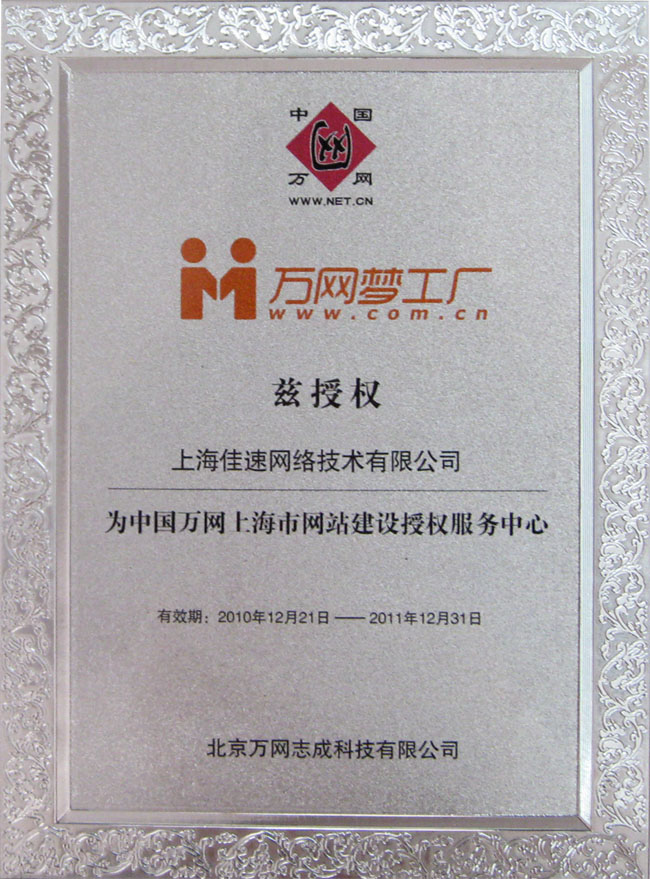 中国
万网
WWW.NET.CN
万网梦工厂
www.com.cn
兹授权
上海佳速网络技术有限公司
为中国万网上海市网站建设授权服务中心
有效期：2010年12月21日 —— 2011年12月31日
北京万网志成科技有限公司